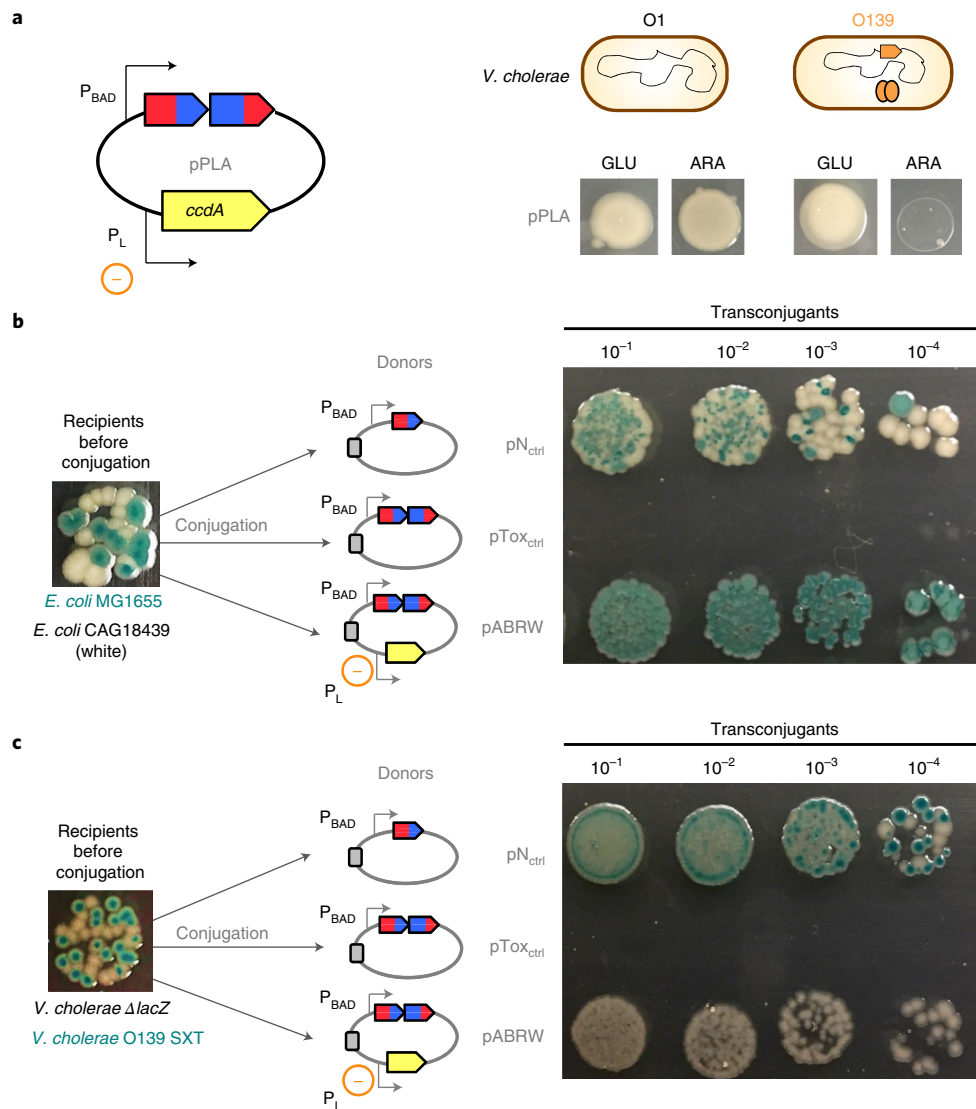 a
O1
O139
V. cholerae
P_BAD
pPLA
ccdA
P_L
–
GLU
ARA
GLU
ARA
pPLA
b
Transconjugants
10⁻¹
10⁻²
10⁻³
10⁻⁴
Donors
Recipients
before
conjugation
Conjugation
E. coli MG1655
E. coli CAG18439
(white)
P_BAD
pN_ctrl
P_BAD
pTox_ctrl
P_BAD
pABRW
–
P_L
c
Transconjugants
10⁻¹
10⁻²
10⁻³
10⁻⁴
Donors
Recipients
before
conjugation
Conjugation
V. cholerae ΔlacZ
V. cholerae O139 SXT
P_BAD
pN_ctrl
P_BAD
pTox_ctrl
P_BAD
pABRW
–
P_L